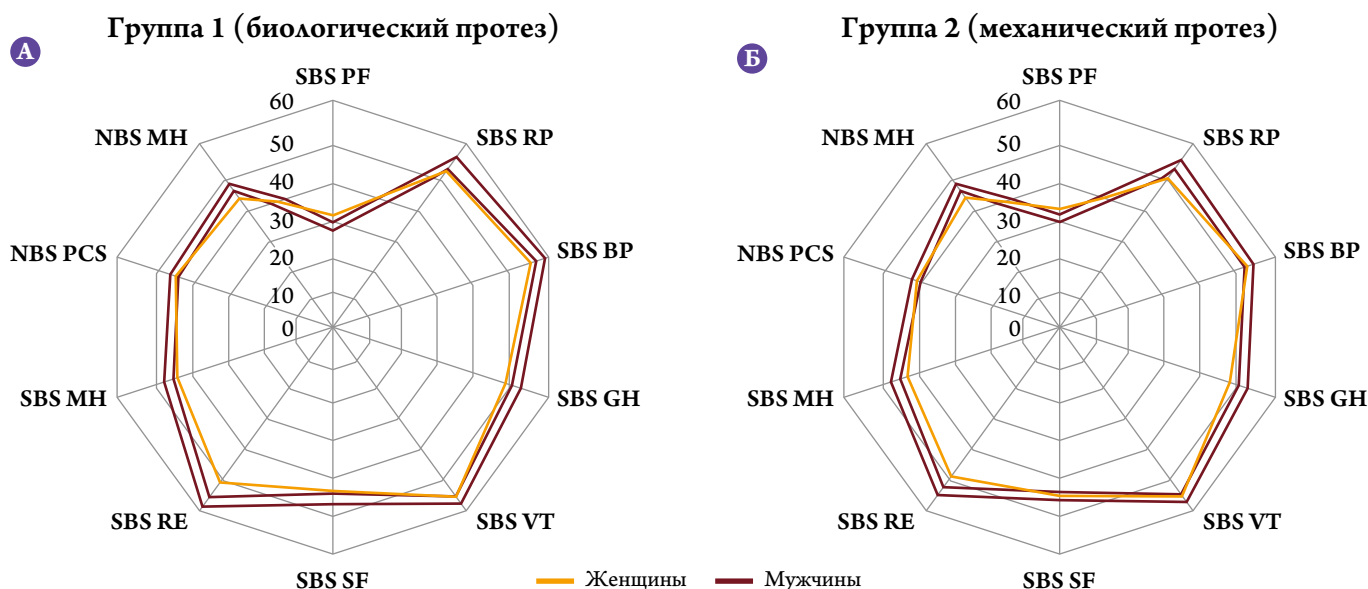 Группа 1 (биологический протез)
А
SBS PF
60
50
40
30
20
10
0
SBS RP
SBS BP
SBS GH
SBS VT
SBS SF
SBS RE
SBS MH
NBS PCS
NBS MH
Группа 2 (механический протез)
Б
SBS PF
60
50
40
30
20
10
0
SBS RP
SBS BP
SBS GH
SBS VT
SBS SF
SBS RE
SBS MH
NBS PCS
NBS MH
Женщины
Мужчины